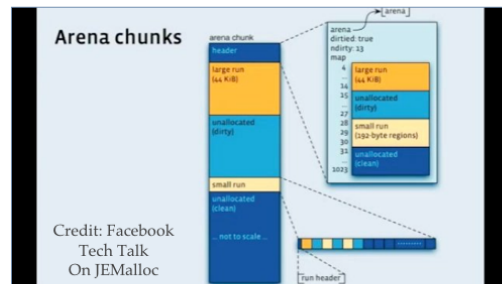 Arena chunks
arena chunk
header
large run
(44 KiB)
unallocated
(dirty)
small run
unallocated
(clean)
... not to scale ...
[arena]
arena
dirtied: true
ndirty: 13
map
4
...
14
15
...
27
28
29
30
31
...
1023
large run
(44 KiB)
unallocated
(dirty)
small run
(192-byte regions)
unallocated
(clean)
run header
Credit: Facebook
Tech Talk
On JEMalloc